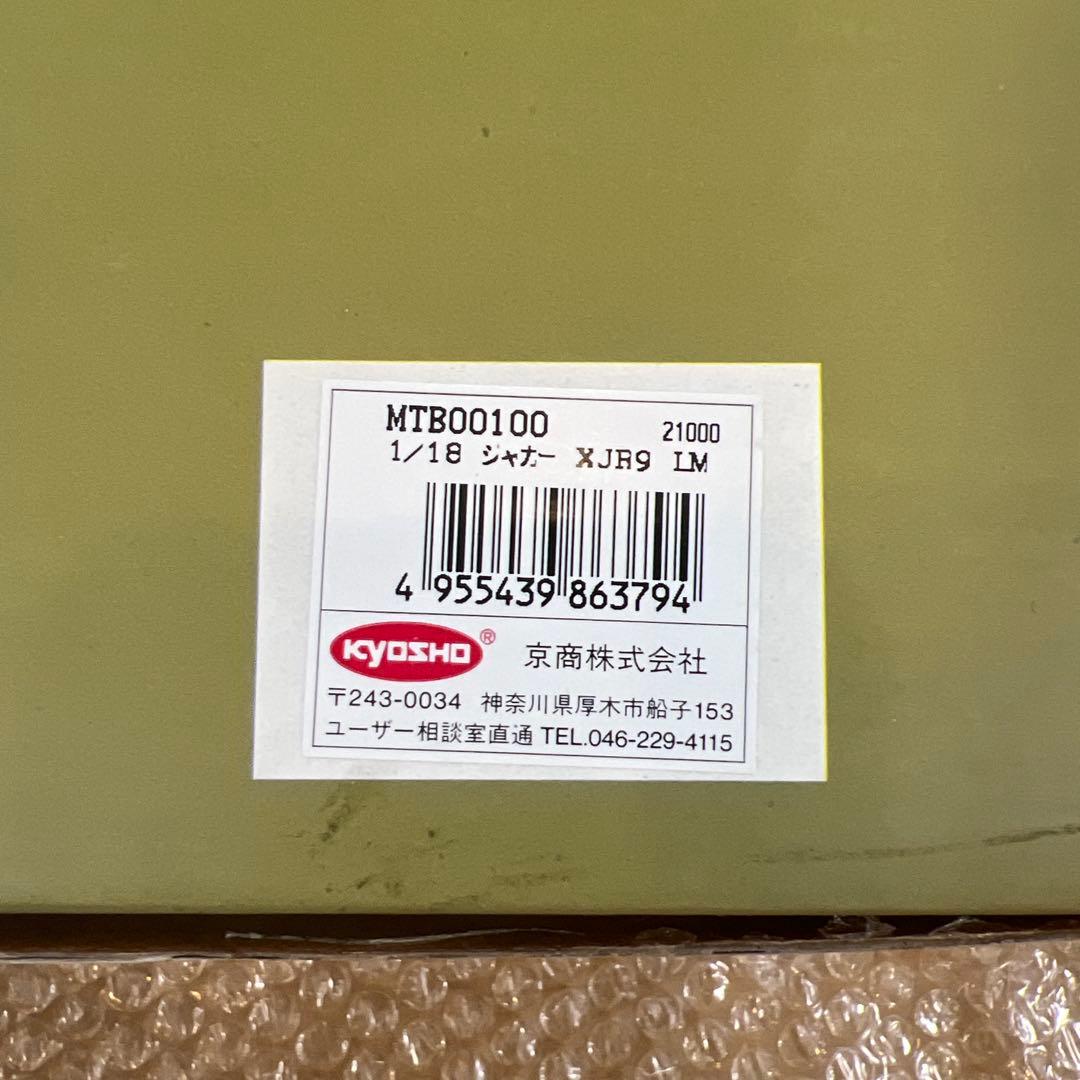 MTB00100 21000
1/18 ジャガー XJR9 LM
4 955439 863794
KYOSHO ® 京商株式会社
〒243-0034 神奈川県厚木市船子153
ユーザー相談室直通 TEL.046-229-4115